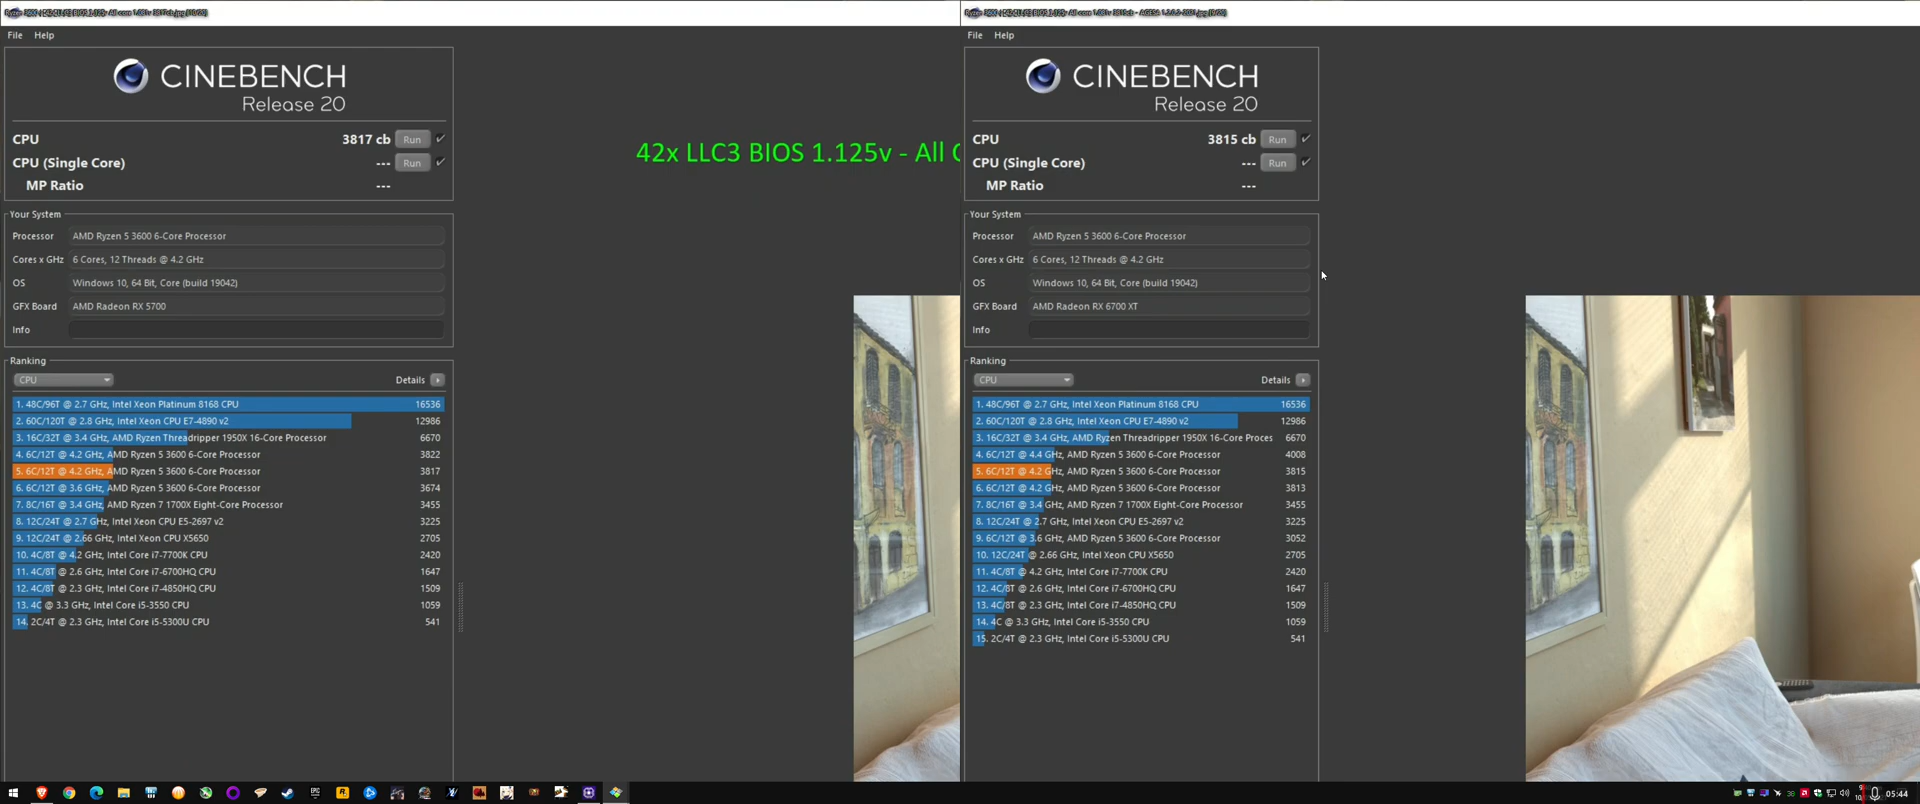 File Help
CINEBENCH
Release 20
CPU 3817 cb Run
CPU (Single Core) --- Run
MP Ratio ---
Your System
Processor AMD Ryzen 5 3600 6-Core Processor
Cores x GHz 6 Cores, 12 Threads @ 4.2 GHz
OS Windows 10, 64 Bit, Core (build 19042)
GFX Board AMD Radeon RX 5700
Info
Ranking
CPU Details
1. 48C/96T @ 2.7 GHz, Intel Xeon Platinum 8168 CPU 16536
2. 60C/120T @ 2.8 GHz, Intel Xeon CPU E7-4890 v2 12986
3. 16C/32T @ 3.4 GHz, AMD Ryzen Threadripper 1950X 16-Core Processor 6670
4. 6C/12T @ 4.2 GHz, AMD Ryzen 5 3600 6-Core Processor 3822
5. 6C/12T @ 4.2 GHz, AMD Ryzen 5 3600 6-Core Processor 3817
6. 6C/12T @ 3.6 GHz, AMD Ryzen 5 3600 6-Core Processor 3674
7. 8C/16T @ 3.4 GHz, AMD Ryzen 7 1700X Eight-Core Processor 3455
8. 12C/24T @ 2.7 GHz, Intel Xeon CPU E5-2697 v2 3225
9. 12C/24T @ 2.66 GHz, Intel Xeon CPU X5650 2705
10. 4C/8T @ 4.2 GHz, Intel Core i7-7700K CPU 2420
11. 4C/8T @ 2.6 GHz, Intel Core i7-6700HQ CPU 1647
12. 4C/8T @ 2.3 GHz, Intel Core i7-4850HQ CPU 1509
13. 4C @ 3.3 GHz, Intel Core i5-3550 CPU 1059
14. 2C/4T @ 2.3 GHz, Intel Core i5-5300U CPU 541
42x LLC3 BIOS 1.125v - All
File Help
CINEBENCH
Release 20
CPU 3815 cb Run
CPU (Single Core) --- Run
MP Ratio ---
Your System
Processor AMD Ryzen 5 3600 6-Core Processor
Cores x GHz 6 Cores, 12 Threads @ 4.2 GHz
OS Windows 10, 64 Bit, Core (build 19042)
GFX Board AMD Radeon RX 6700 XT
Info
Ranking
CPU Details
1. 48C/96T @ 2.7 GHz, Intel Xeon Platinum 8168 CPU 16536
2. 60C/120T @ 2.8 GHz, Intel Xeon CPU E7-4890 v2 12986
3. 16C/32T @ 3.4 GHz, AMD Ryzen Threadripper 1950X 16-Core Proces 6670
4. 6C/12T @ 4.4 GHz, AMD Ryzen 5 3600 6-Core Processor 4008
5. 6C/12T @ 4.2 GHz, AMD Ryzen 5 3600 6-Core Processor 3815
6. 6C/12T @ 4.2 GHz, AMD Ryzen 5 3600 6-Core Processor 3813
7. 8C/16T @ 3.4 GHz, AMD Ryzen 7 1700X Eight-Core Processor 3455
8. 12C/24T @ 2.7 GHz, Intel Xeon CPU E5-2697 v2 3225
9. 6C/12T @ 3.6 GHz, AMD Ryzen 5 3600 6-Core Processor 3052
10. 12C/24T @ 2.66 GHz, Intel Xeon CPU X5650 2705
11. 4C/8T @ 4.2 GHz, Intel Core i7-7700K CPU 2420
12. 4C/8T @ 2.6 GHz, Intel Core i7-6700HQ CPU 1647
13. 4C/8T @ 2.3 GHz, Intel Core i7-4850HQ CPU 1509
14. 4C @ 3.3 GHz, Intel Core i5-3550 CPU 1059
15. 2C/4T @ 2.3 GHz, Intel Core i5-5300U CPU 541
05:44